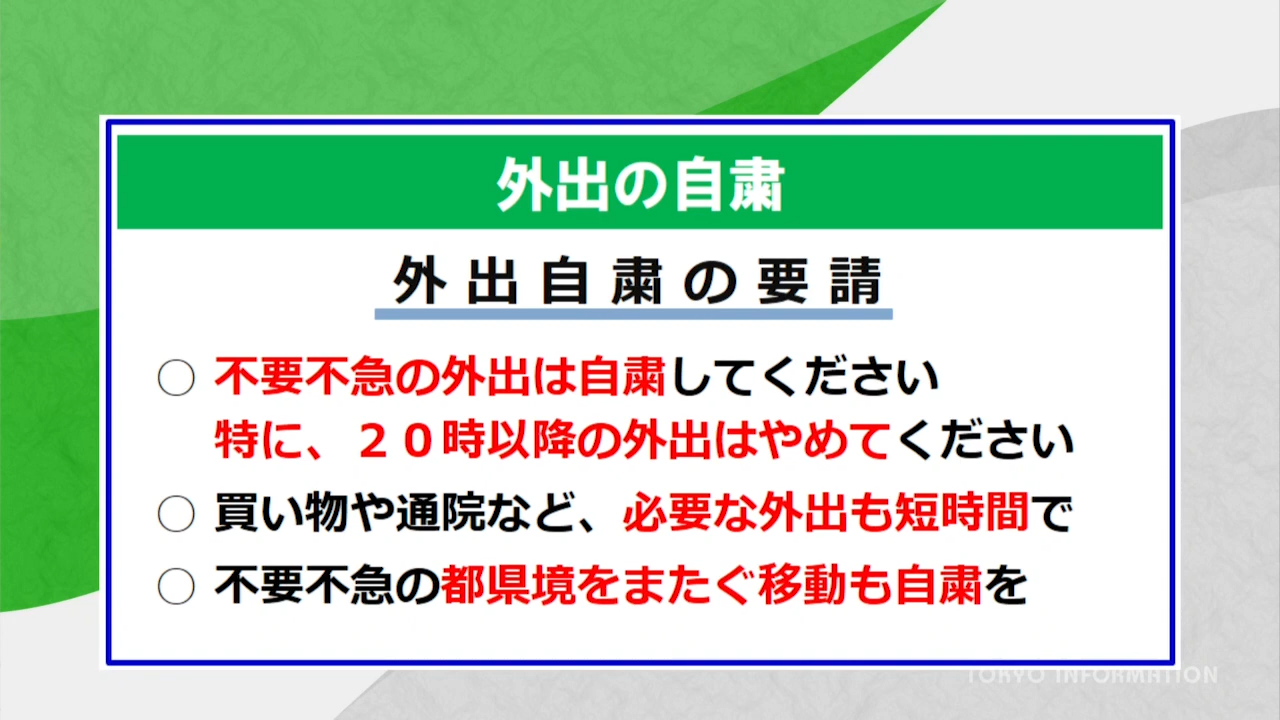 外出の自粛
外出自粛の要請
○ 不要不急の外出は自粛してください
特に、２０時以降の外出はやめてください
○ 買い物や通院など、必要な外出も短時間で
○ 不要不急の都県境をまたぐ移動も自粛を
TOKYO INFORMATION